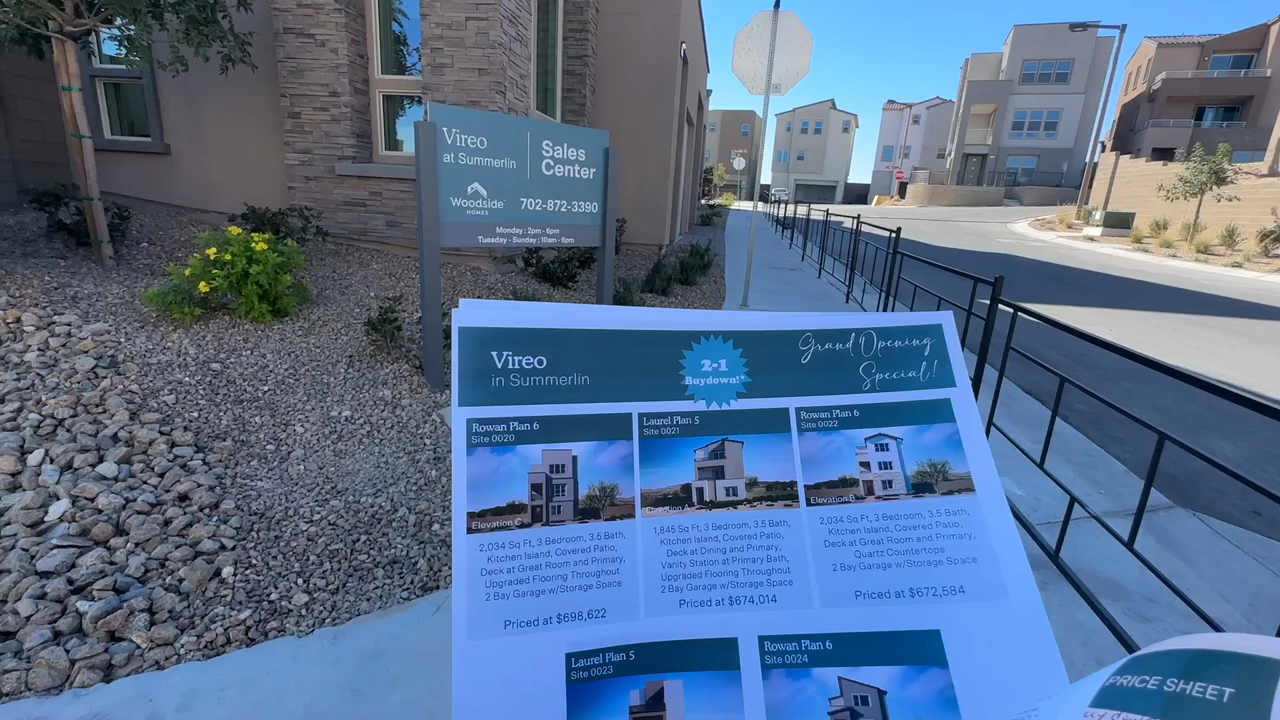 Vireo
at Summerlin
Sales
Center
Woodside
HOMES
702-872-3390
Monday: 2pm - 6pm
Tuesday - Sunday: 10am - 6pm
Vireo
in Summerlin
2-1
Buydown!*
Grand Opening
Special!
Rowan Plan 6
Site 0020
Elevation C
2,034 Sq Ft, 3 Bedroom, 3.5 Bath,
Kitchen Island, Covered Patio,
Deck at Great Room and Primary,
Upgraded Flooring Throughout
2 Bay Garage w/Storage Space
Priced at $698,622
Laurel Plan 5
Site 0021
Elevation A
1,845 Sq Ft, 3 Bedroom, 3.5 Bath,
Kitchen Island, Covered Patio,
Deck at Dining and Primary,
Vanity Station at Primary Bath,
Upgraded Flooring Throughout
2 Bay Garage w/Storage Space
Priced at $674,014
Rowan Plan 6
Site 0022
Elevation B
2,034 Sq Ft, 3 Bedroom, 3.5 Bath,
Kitchen Island, Covered Patio,
Deck at Great Room and Primary,
Quartz Countertops
2 Bay Garage w/Storage Space
Priced at $672,584
Laurel Plan 5
Site 0023
Rowan Plan 6
Site 0024
PRICE SHEET